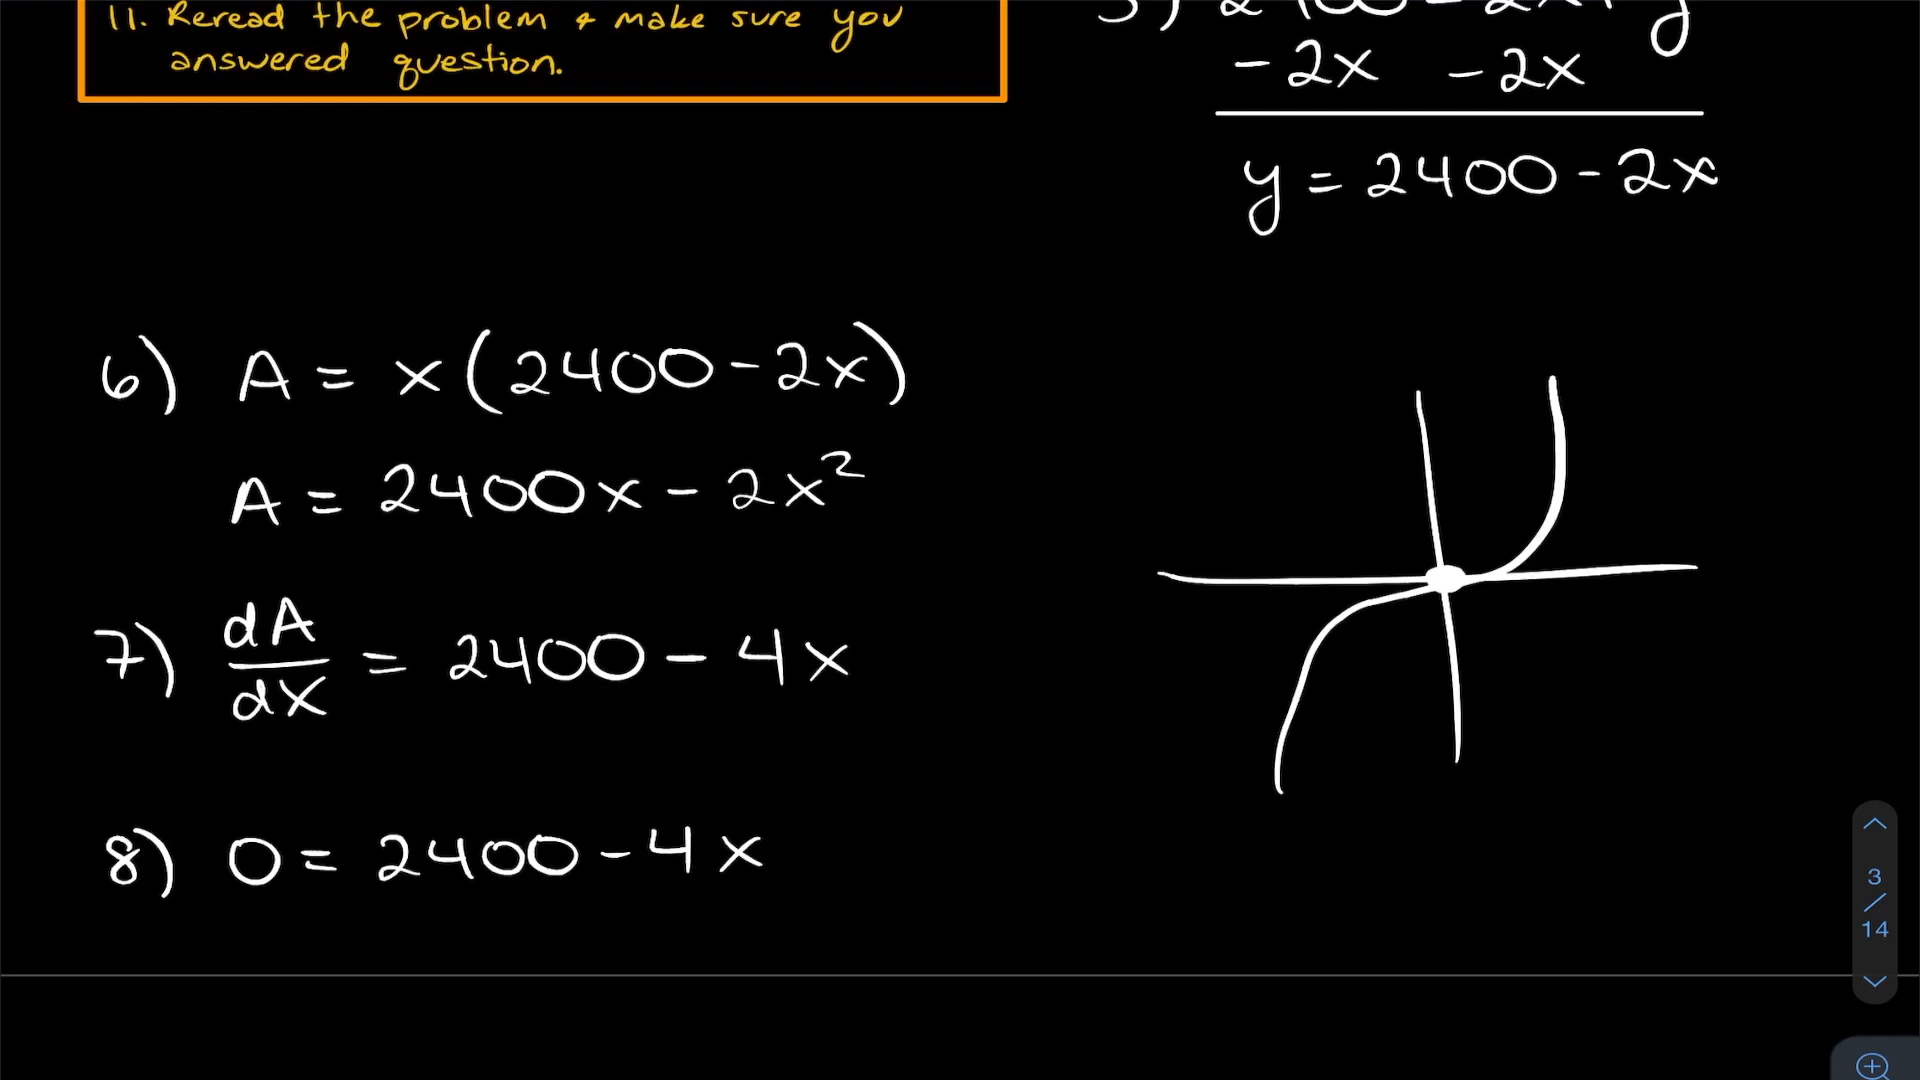 11. Reread the problem & make sure you
answered question.
-2x -2x
y = 2400 - 2x
6) A = x(2400-2x)
A = 2400x - 2x²
7) dA/dx = 2400 - 4x
8) 0 = 2400 - 4x
3
/
14